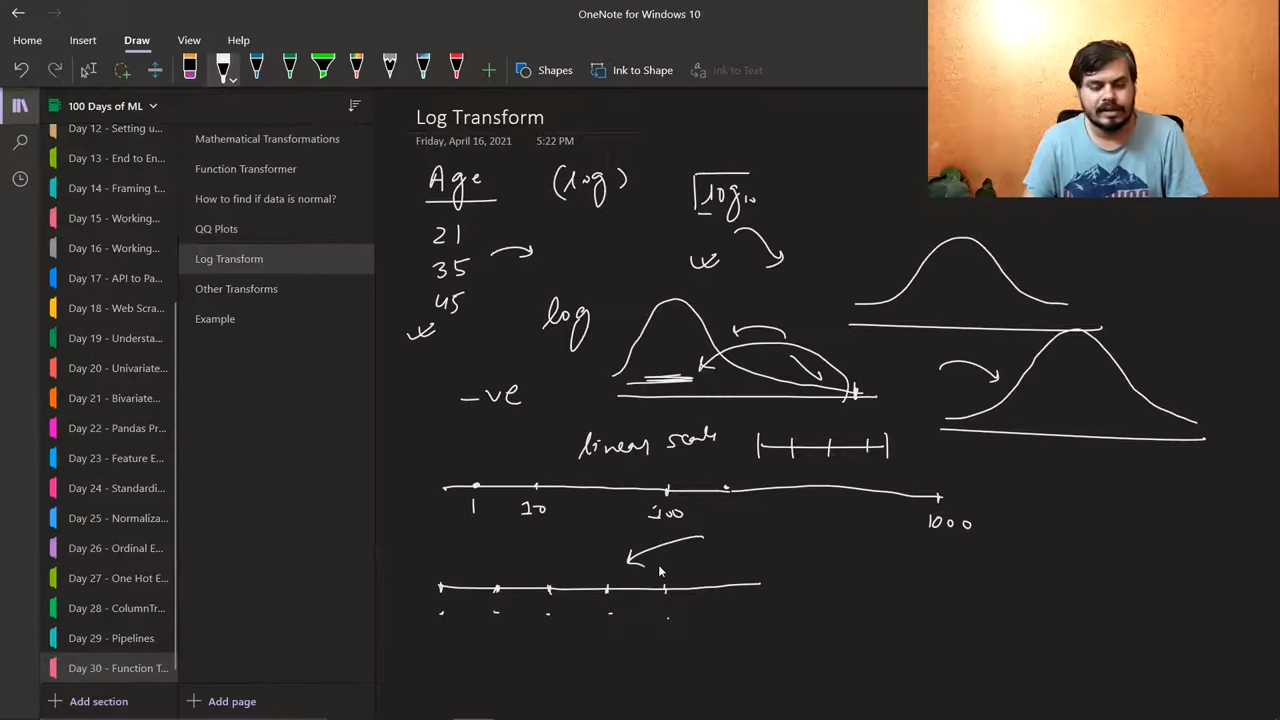 OneNote for Windows 10
Home Insert Draw View Help
Shapes Ink to Shape Ink to Text
100 Days of ML
Day 12 - Setting u...
Day 13 - End to En...
Day 14 - Framing t...
Day 15 - Working...
Day 16 - Working...
Day 17 - API to Pa...
Day 18 - Web Scra...
Day 19 - Understa...
Day 20 - Univariate...
Day 21 - Bivariate...
Day 22 - Pandas Pr...
Day 23 - Feature E...
Day 24 - Standardi...
Day 25 - Normaliza...
Day 26 - Ordinal E...
Day 27 - One Hot E...
Day 28 - ColumnTr...
Day 29 - Pipelines
Day 30 - Function T...
Add section
Mathematical Transformations
Function Transformer
How to find if data is normal?
QQ Plots
Log Transform
Other Transforms
Example
Add page
Log Transform
Friday, April 16, 2021 5:22 PM
Age (log) log10
21
35
45
log
-ve
linear scale
1 10 100 1000